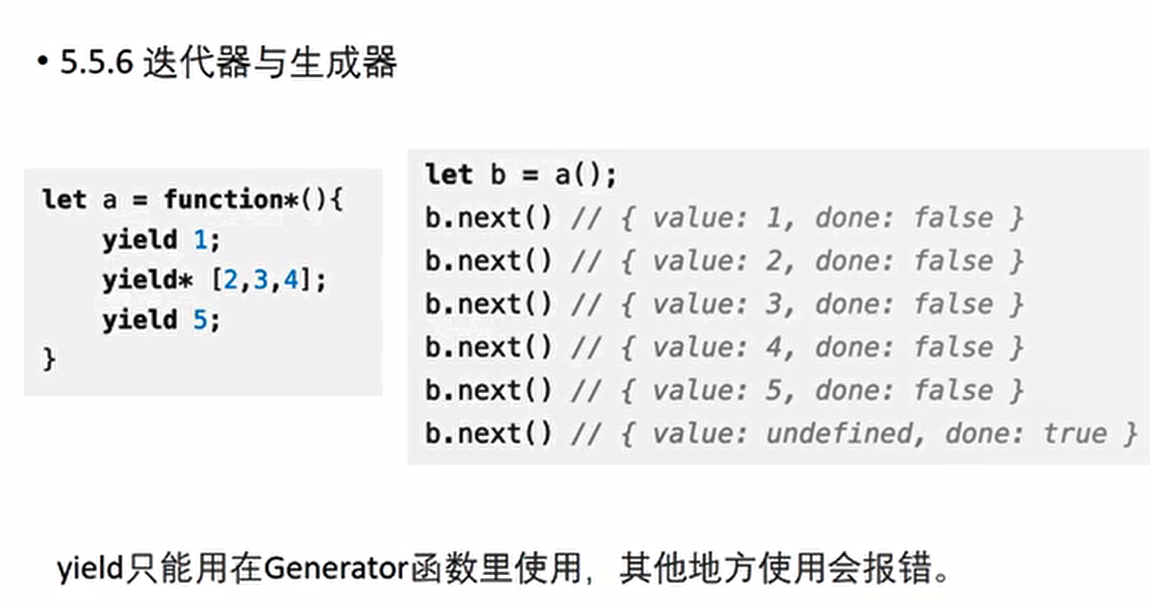 • 5.5.6 迭代器与生成器
let a = function*(){
yield 1;
yield* [2,3,4];
yield 5;
}
let b = a();
b.next() // { value: 1, done: false }
b.next() // { value: 2, done: false }
b.next() // { value: 3, done: false }
b.next() // { value: 4, done: false }
b.next() // { value: 5, done: false }
b.next() // { value: undefined, done: true }
yield只能用在Generator函数里使用，其他地方使用会报错。